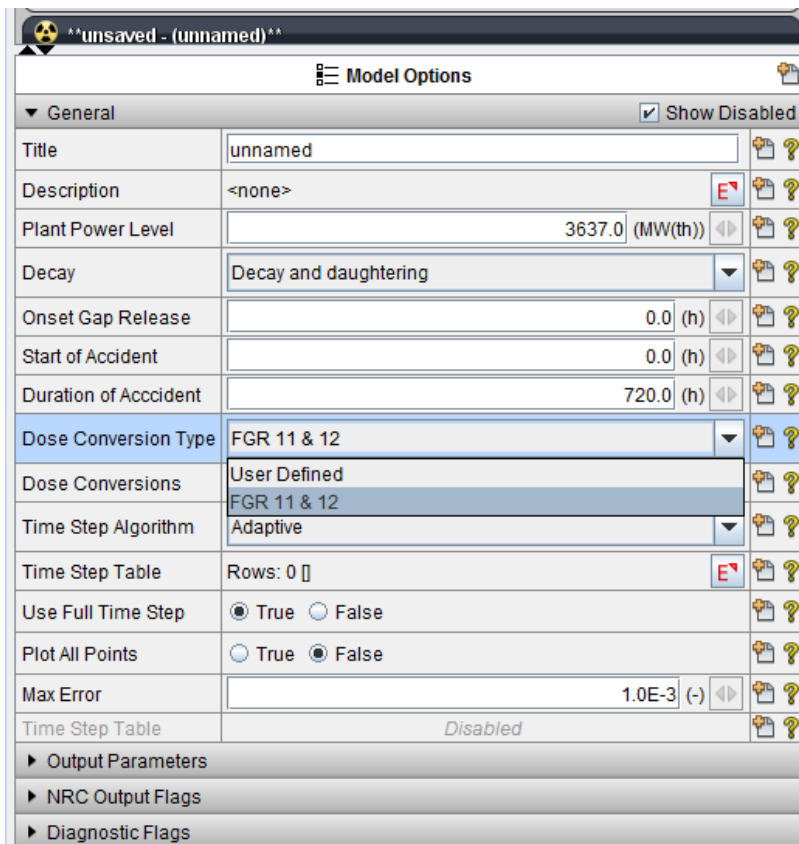 **unsaved - (unnamed)**
Model Options
General Show Disabled
Title unnamed
Description <none> E
Plant Power Level 3637.0 (MW(th))
Decay Decay and daughtering
Onset Gap Release 0.0 (h)
Start of Accident 0.0 (h)
Duration of Acccident 720.0 (h)
Dose Conversion Type FGR 11 & 12
Dose Conversions User Defined
FGR 11 & 12
Time Step Algorithm Adaptive
Time Step Table Rows: 0 [] E
Use Full Time Step True False
Plot All Points True False
Max Error 1.0E-3 (-)
Time Step Table Disabled
Output Parameters
NRC Output Flags
Diagnostic Flags